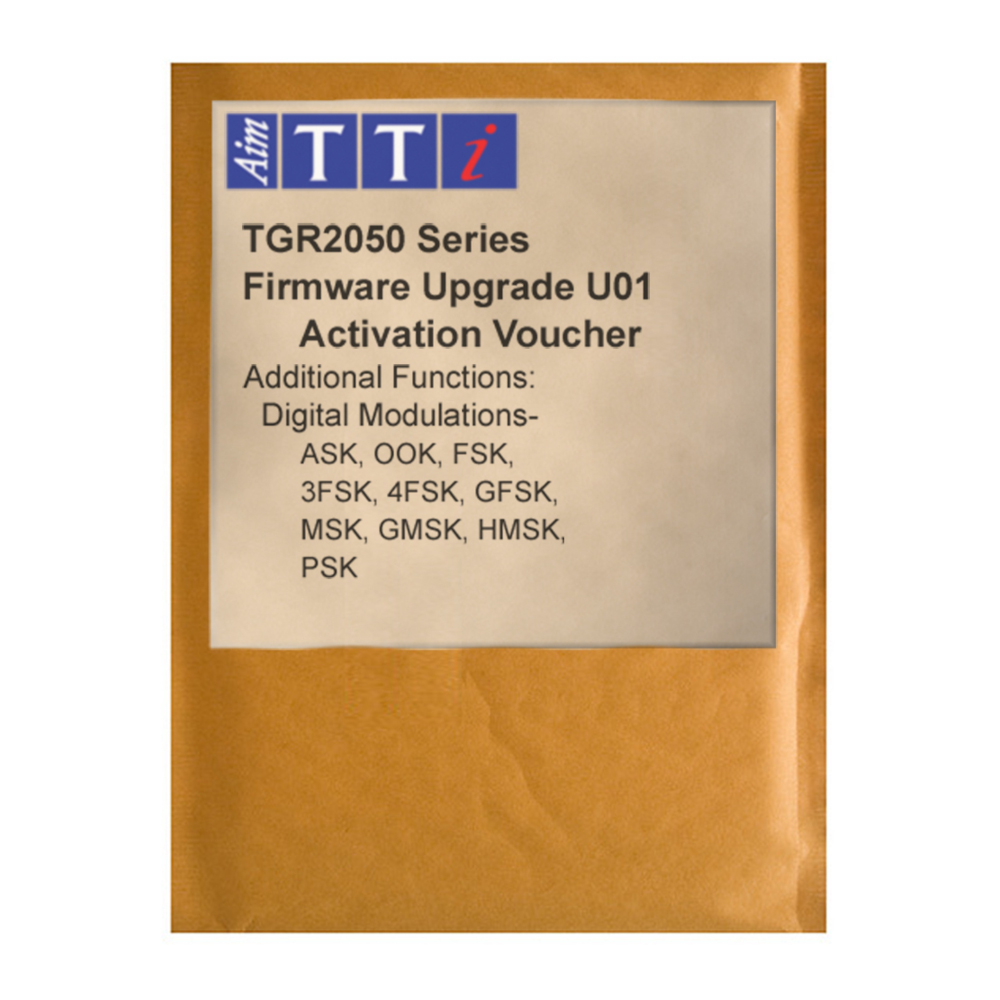 Aim TTi
TGR2050 Series
Firmware Upgrade U01
Activation Voucher
Additional Functions:
Digital Modulations-
ASK, OOK, FSK,
3FSK, 4FSK, GFSK,
MSK, GMSK, HMSK,
PSK